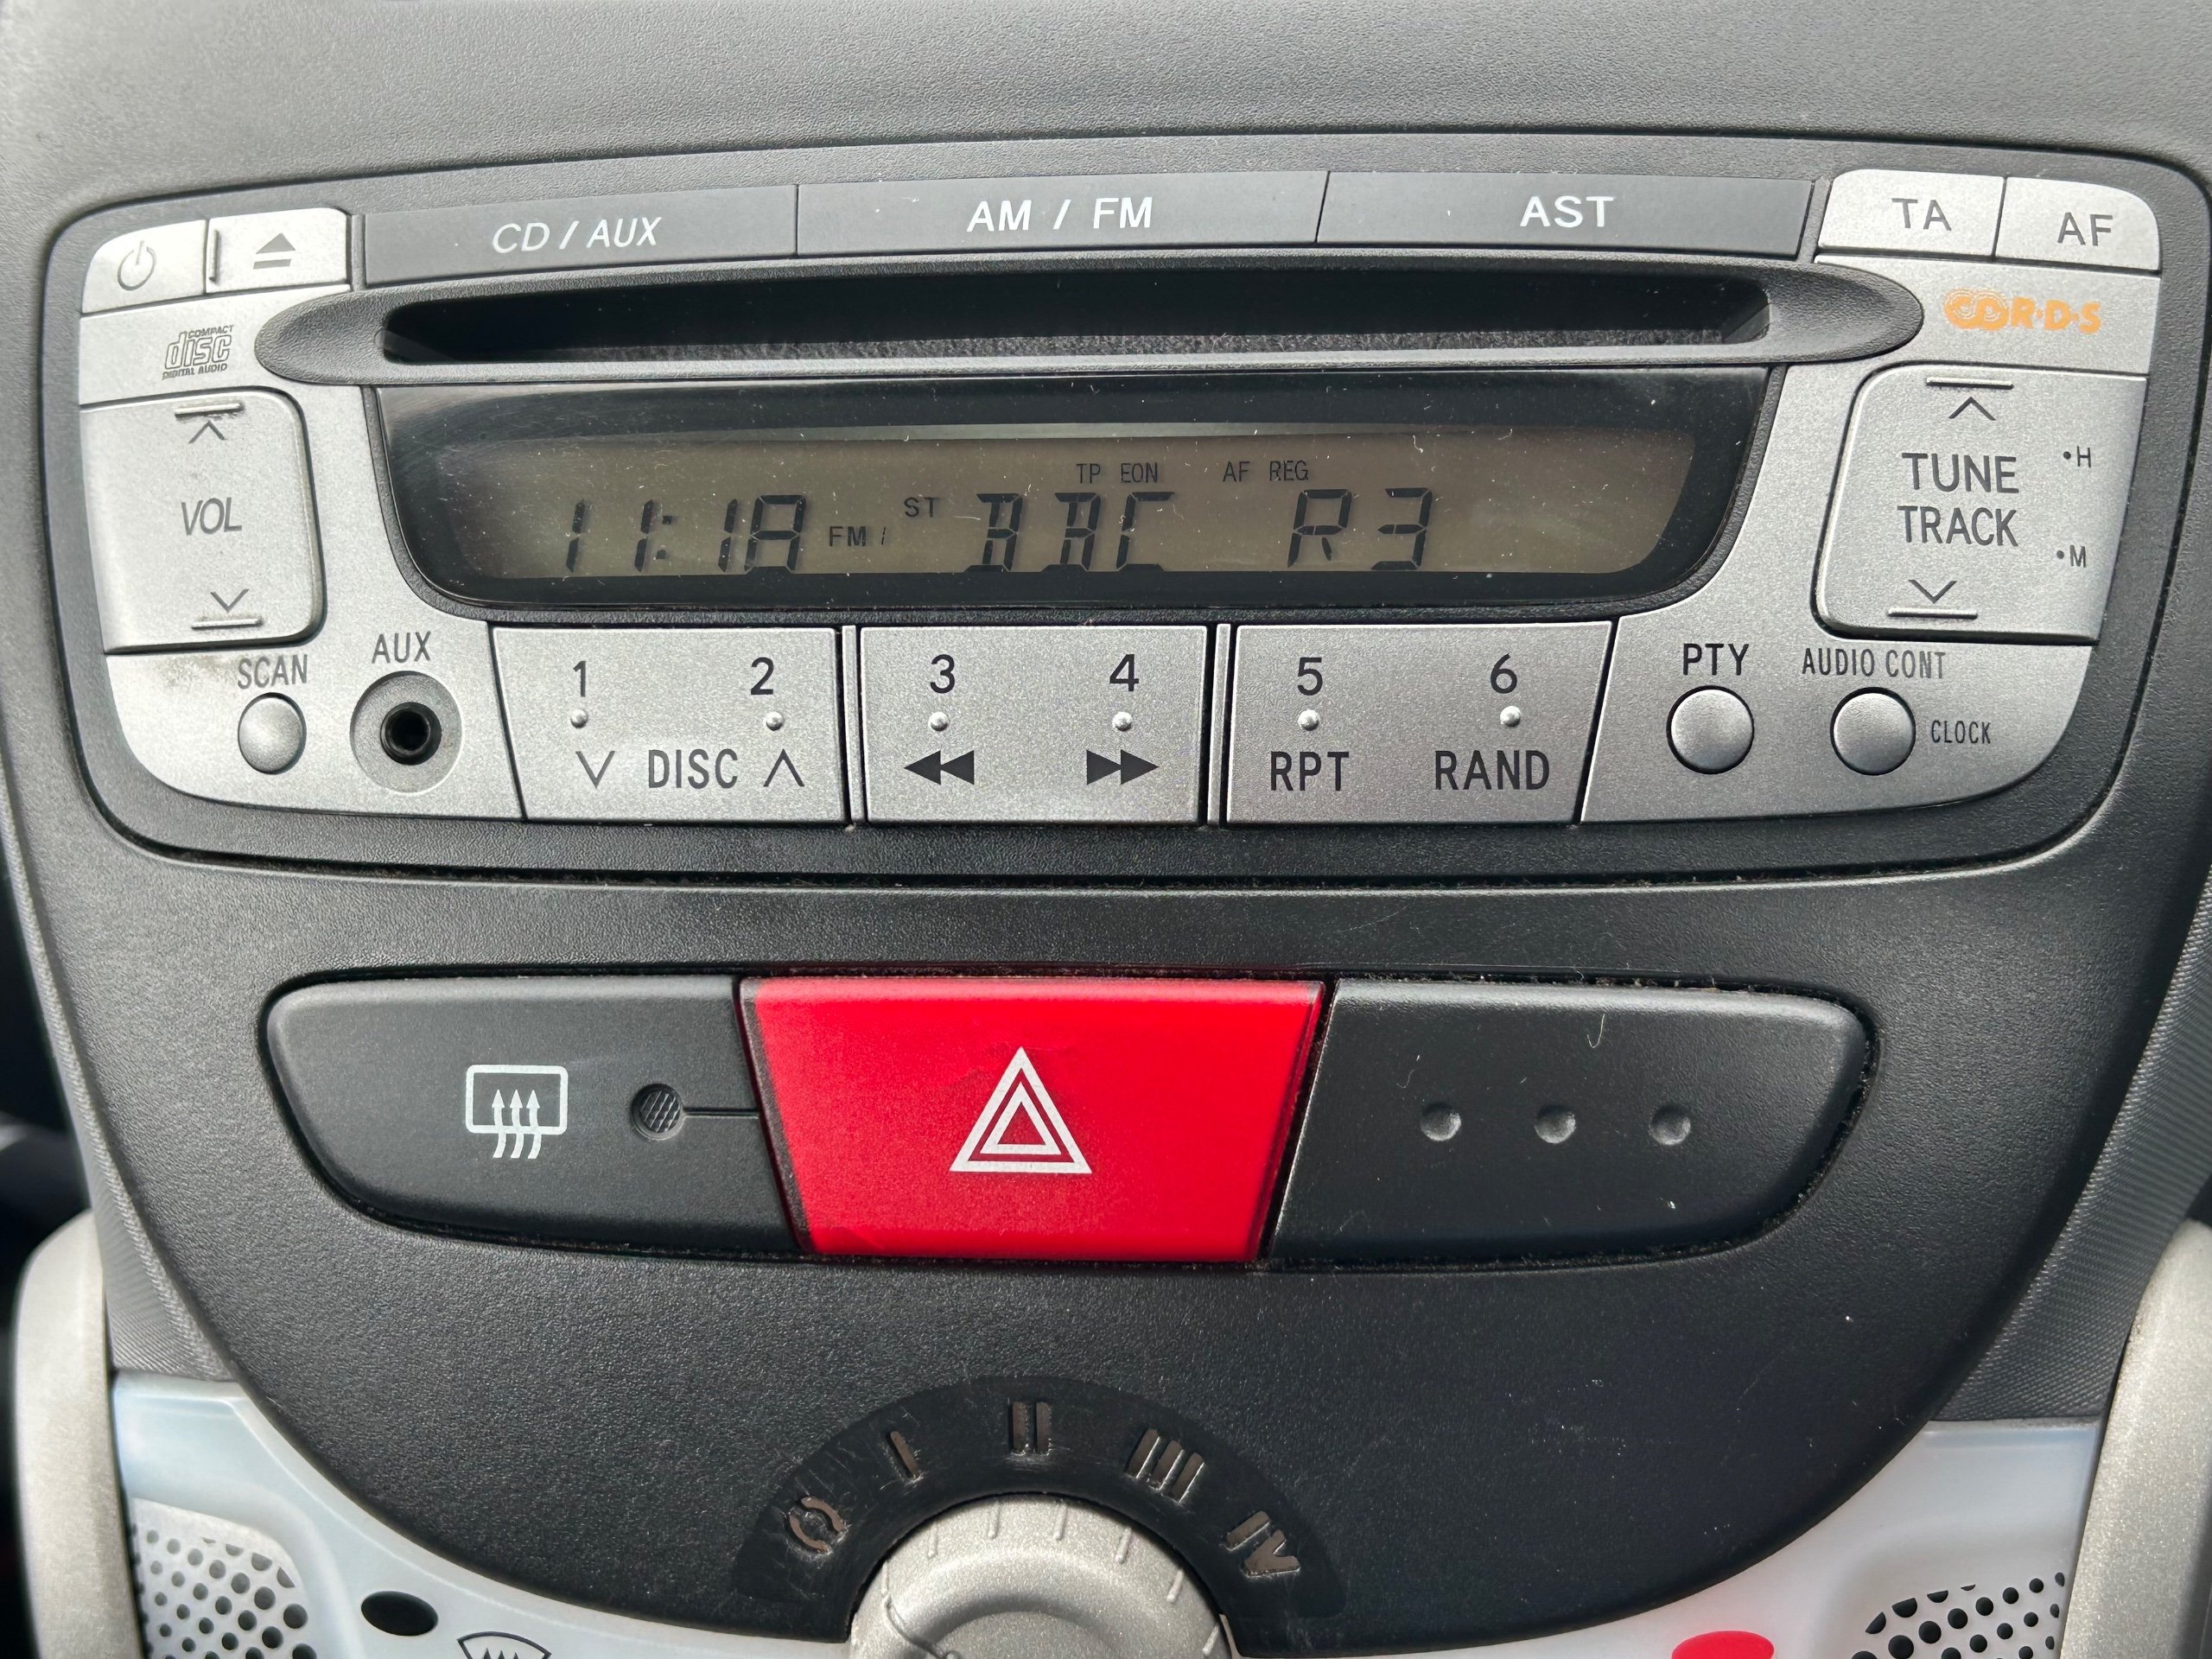 CD / AUX AM / FM AST TA AF
COMPACT disc DIGITAL AUDIO
R·D·S
VOL
TP EON AF REG
11:18 FM1 ST BBC R3
TUNE TRACK
•H
•M
SCAN AUX
1 2 3 4 5 6
DISC RPT RAND
PTY AUDIO CONT
CLOCK
0 I II III IV